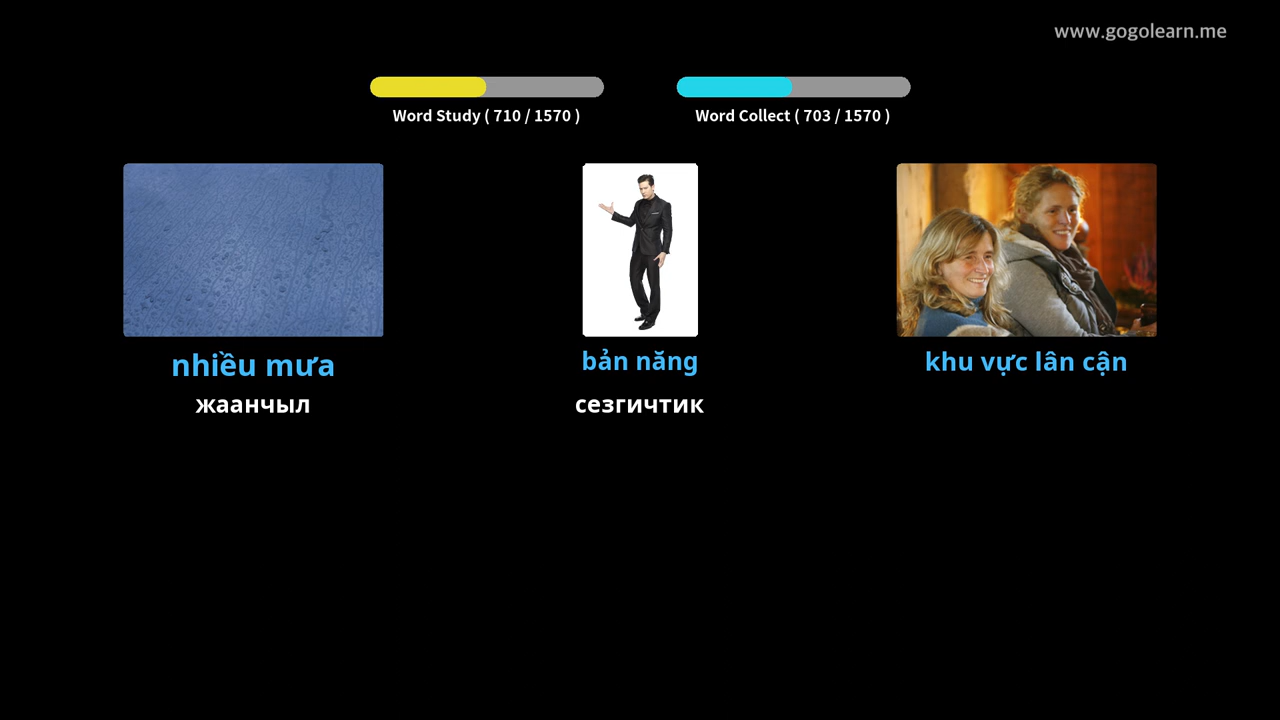 www.gogolearn.me
Word Study ( 710 / 1570 )
Word Collect ( 703 / 1570 )
nhiều mưa
жаанчыл
bản năng
сезгичтик
khu vực lân cận